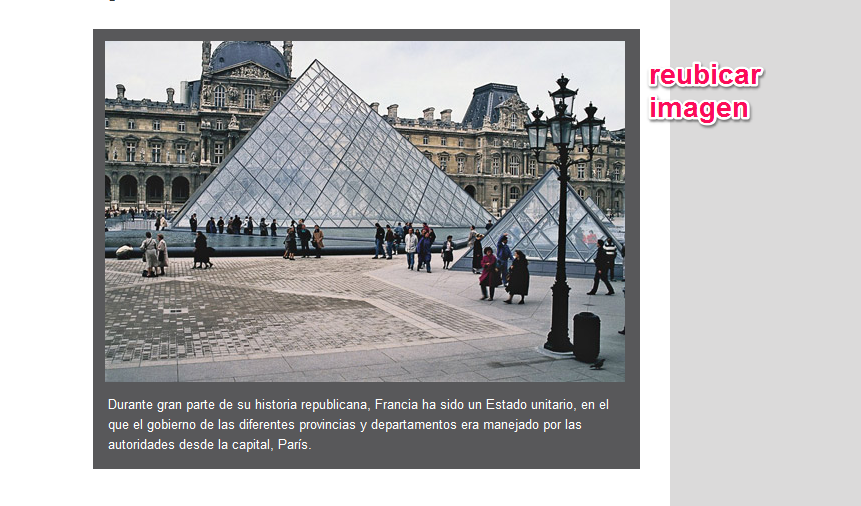 reubicar
imagen
Durante gran parte de su historia republicana, Francia ha sido un Estado unitario, en el
que el gobierno de las diferentes provincias y departamentos era manejado por las
autoridades desde la capital, París.